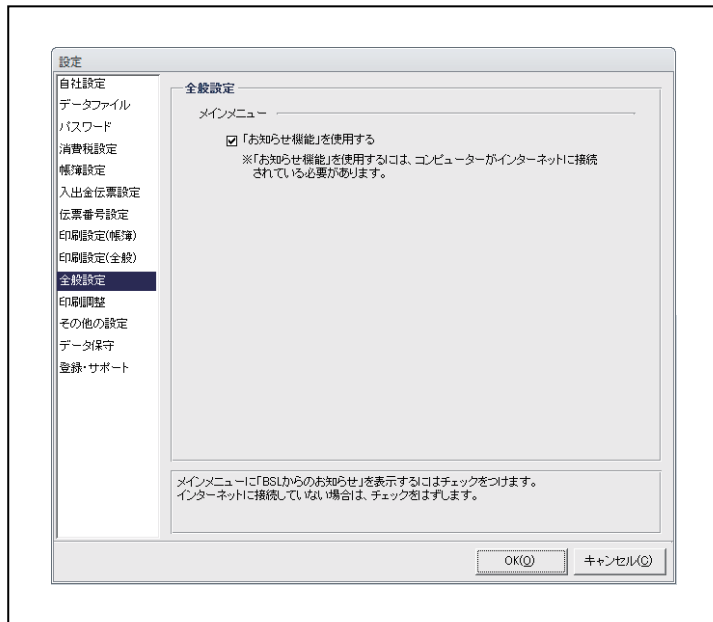 設定
自社設定
データファイル
パスワード
消費税設定
帳簿設定
入出金伝票設定
伝票番号設定
印刷設定(帳簿)
印刷設定(全般)
全般設定
印刷調整
その他の設定
データ保守
登録・サポート
全般設定
メインメニュー
「お知らせ機能」を使用する
※「お知らせ機能」を使用するには、コンピューターがインターネットに接続
されている必要があります。
メインメニューに「BSLからのお知らせ」を表示するにはチェックをつけます。
インターネットに接続していない場合は、チェックをはずします。
OK(O)
キャンセル(C)